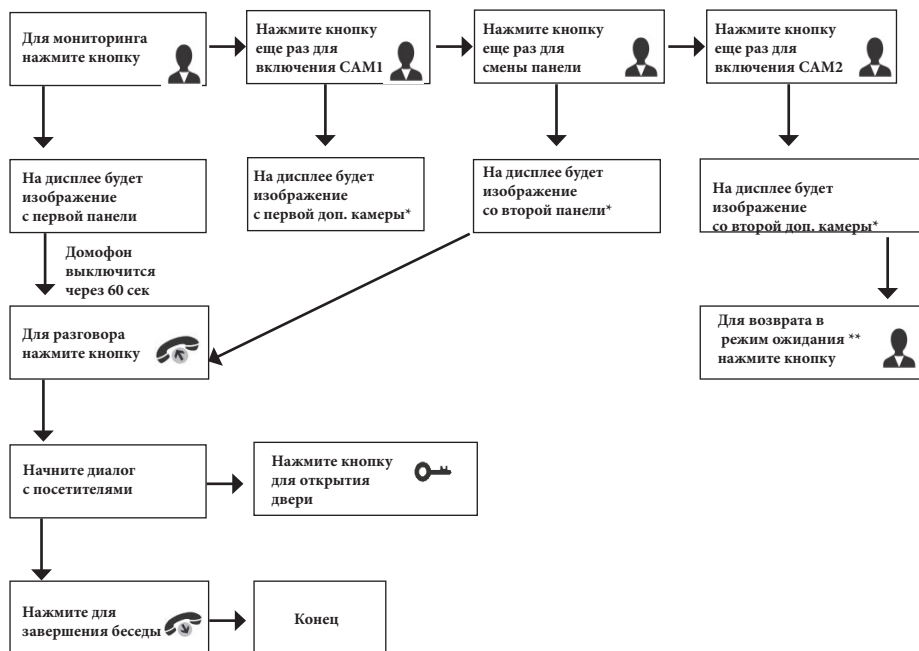 Для мониторинга
нажмите кнопку
Нажмите кнопку
еще раз для
включения CAM1
Нажмите кнопку
еще раз для
смены панели
Нажмите кнопку
еще раз для
включения CAM2
На дисплее будет
изображение
с первой панели
На дисплее будет
изображение
с первой доп. камеры*
На дисплее будет
изображение
со второй панели*
На дисплее будет
изображение
со второй доп. камеры*
Домофон
выключится
через 60 сек
Для разговора
нажмите кнопку
Для возврата в
режим ожидания **
нажмите кнопку
Начните диалог
с посетителями
Нажмите кнопку
для открытия
двери
Нажмите для
завершения беседы
Конец